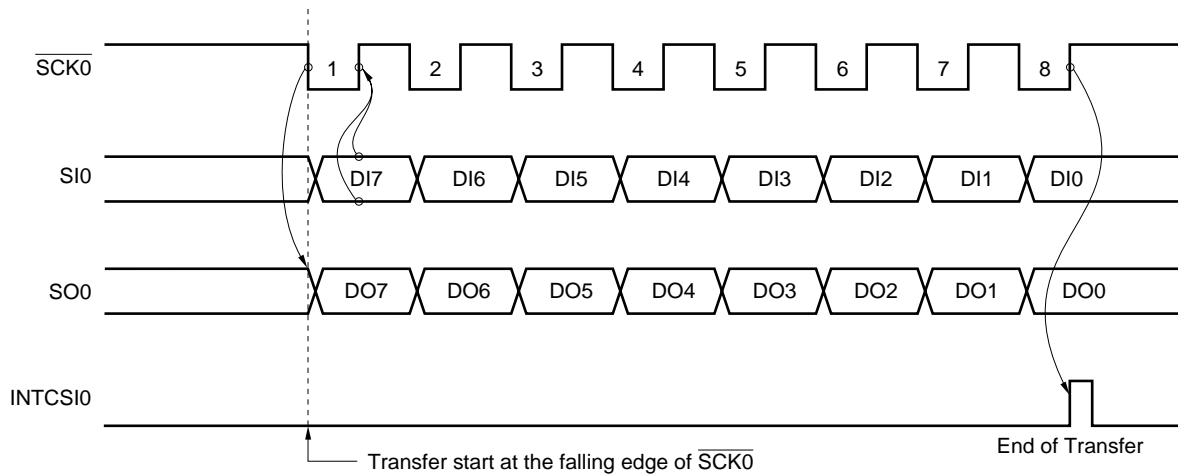 SCK0
1 2 3 4 5 6 7 8
SI0
DI7 DI6 DI5 DI4 DI3 DI2 DI1 DI0
SO0
DO7 DO6 DO5 DO4 DO3 DO2 DO1 DO0
INTCSI0
End of Transfer
Transfer start at the falling edge of SCK0